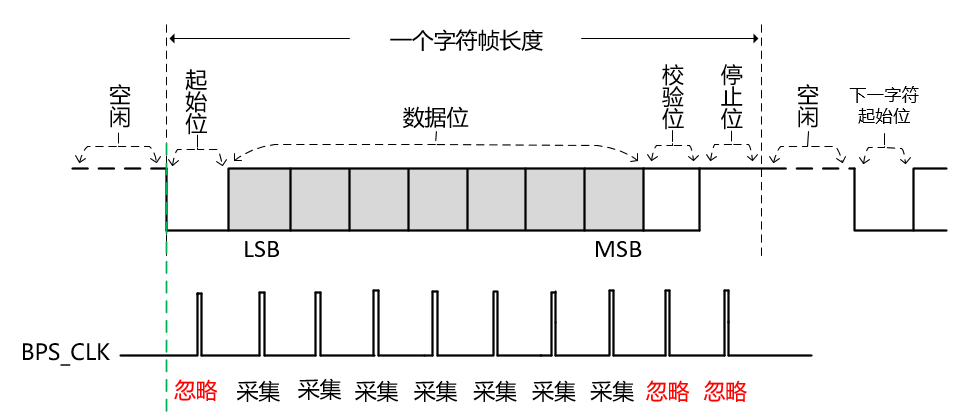 一个字符帧长度
空闲
起始位
数据位
校验位
停止位
空闲
下一字符
起始位
LSB
MSB
BPS_CLK
忽略 采集 采集 采集 采集 采集 采集 采集 忽略 忽略